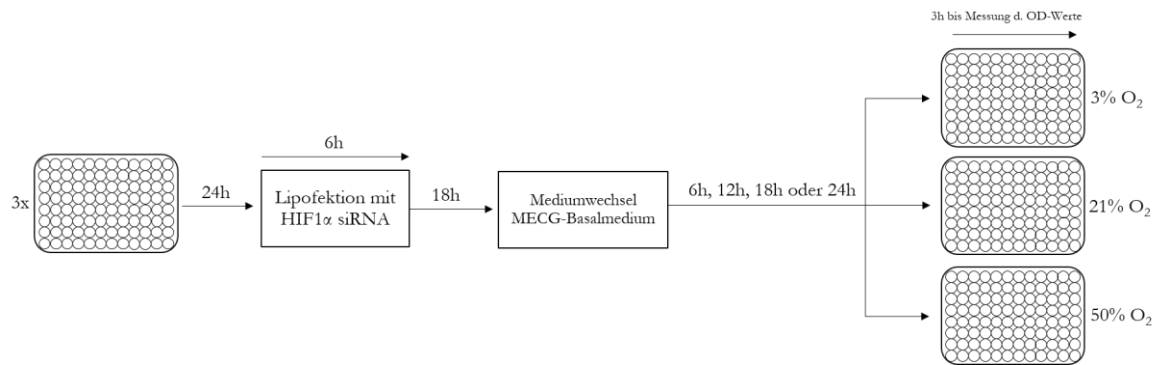 3h bis Messung d. OD-Werte
3% O₂
6h
3x
24h
Lipofektion mit
HIF1α siRNA
18h
Mediumwechsel
MECG-Basalmedium
6h, 12h, 18h oder 24h
21% O₂
50% O₂